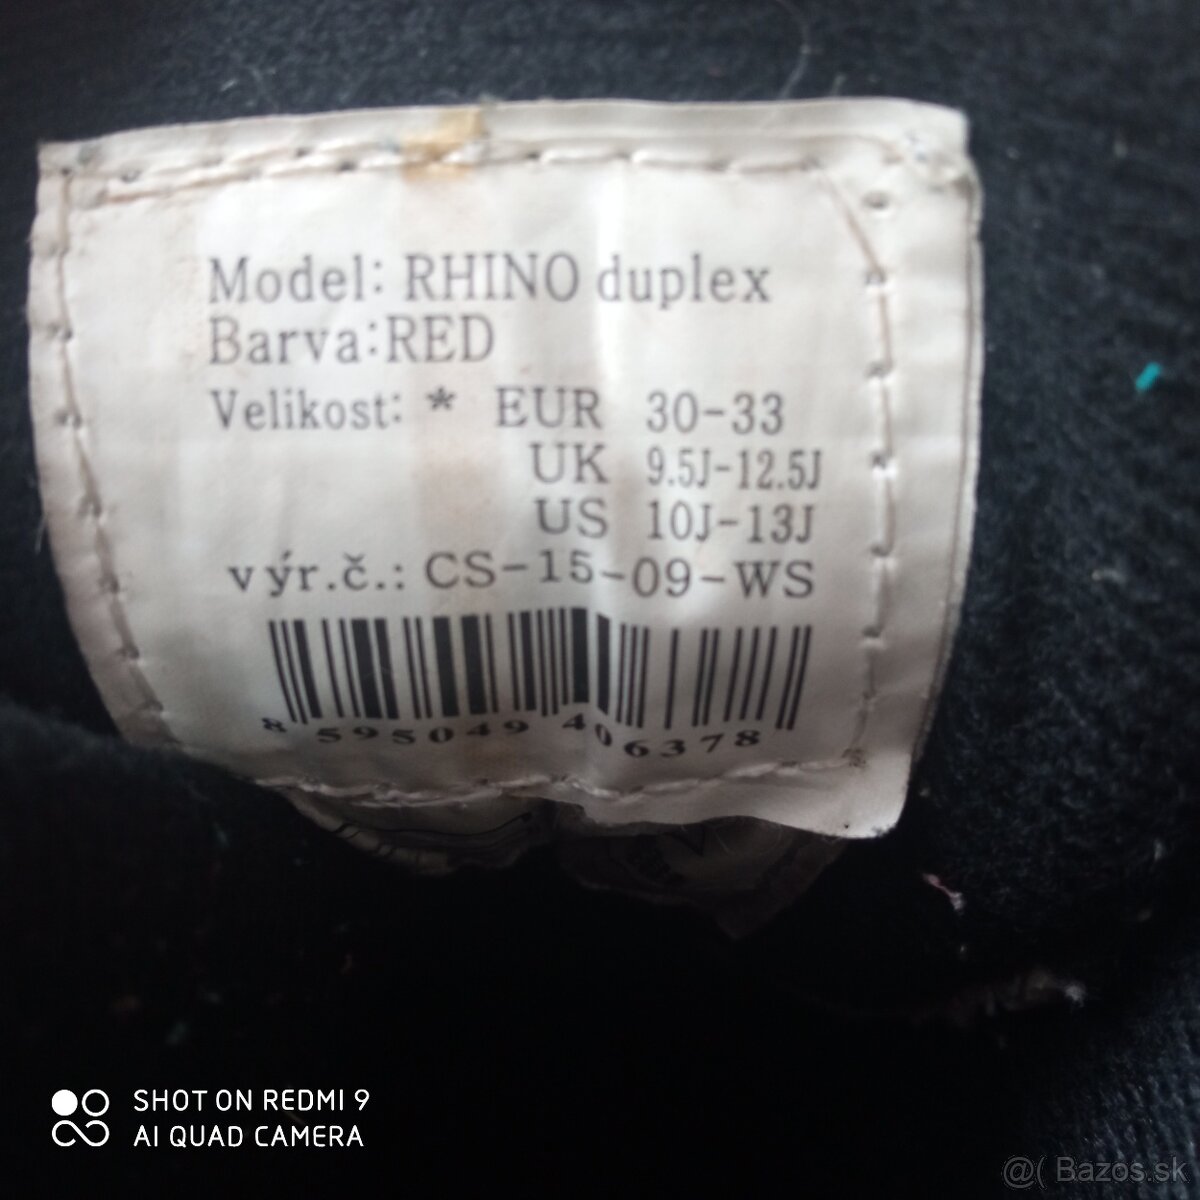 Model: RHINO duplex
Barva:RED
Velikost: * EUR 30-33
UK 9.5J-12.5J
US 10J-13J
výr.č.: CS-15-09-WS
8 595049 406378
SHOT ON REDMI 9
AI QUAD CAMERA
@( Bazos.sk